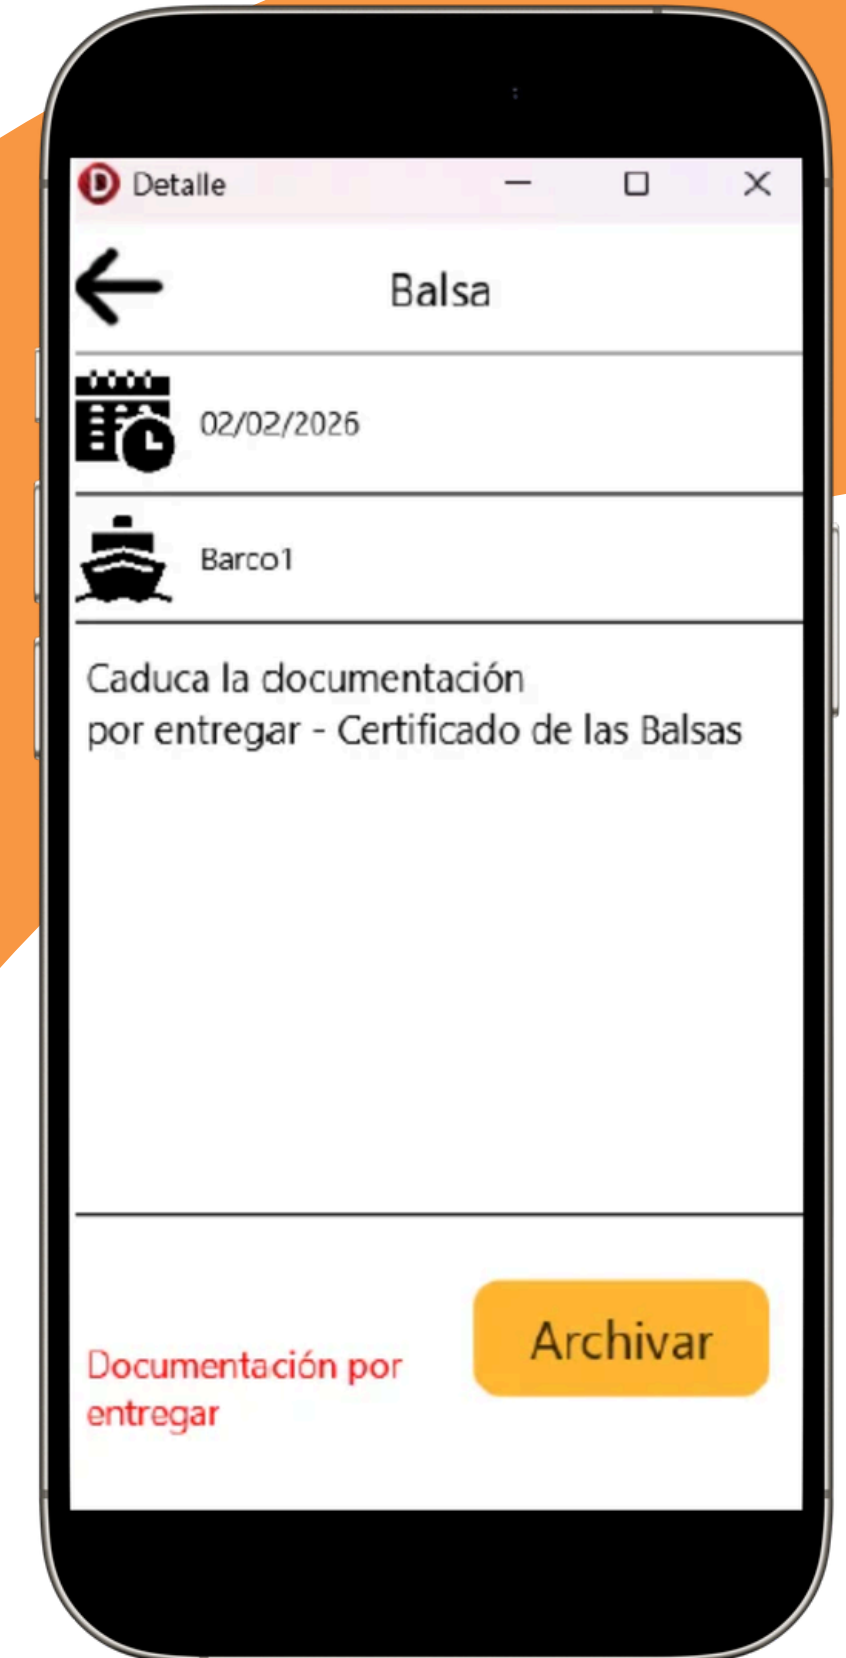 Detalle
Balsa
02/02/2026
Barco1
Caduca la documentación
por entregar - Certificado de las Balsas
Archivar
Documentación por
entregar